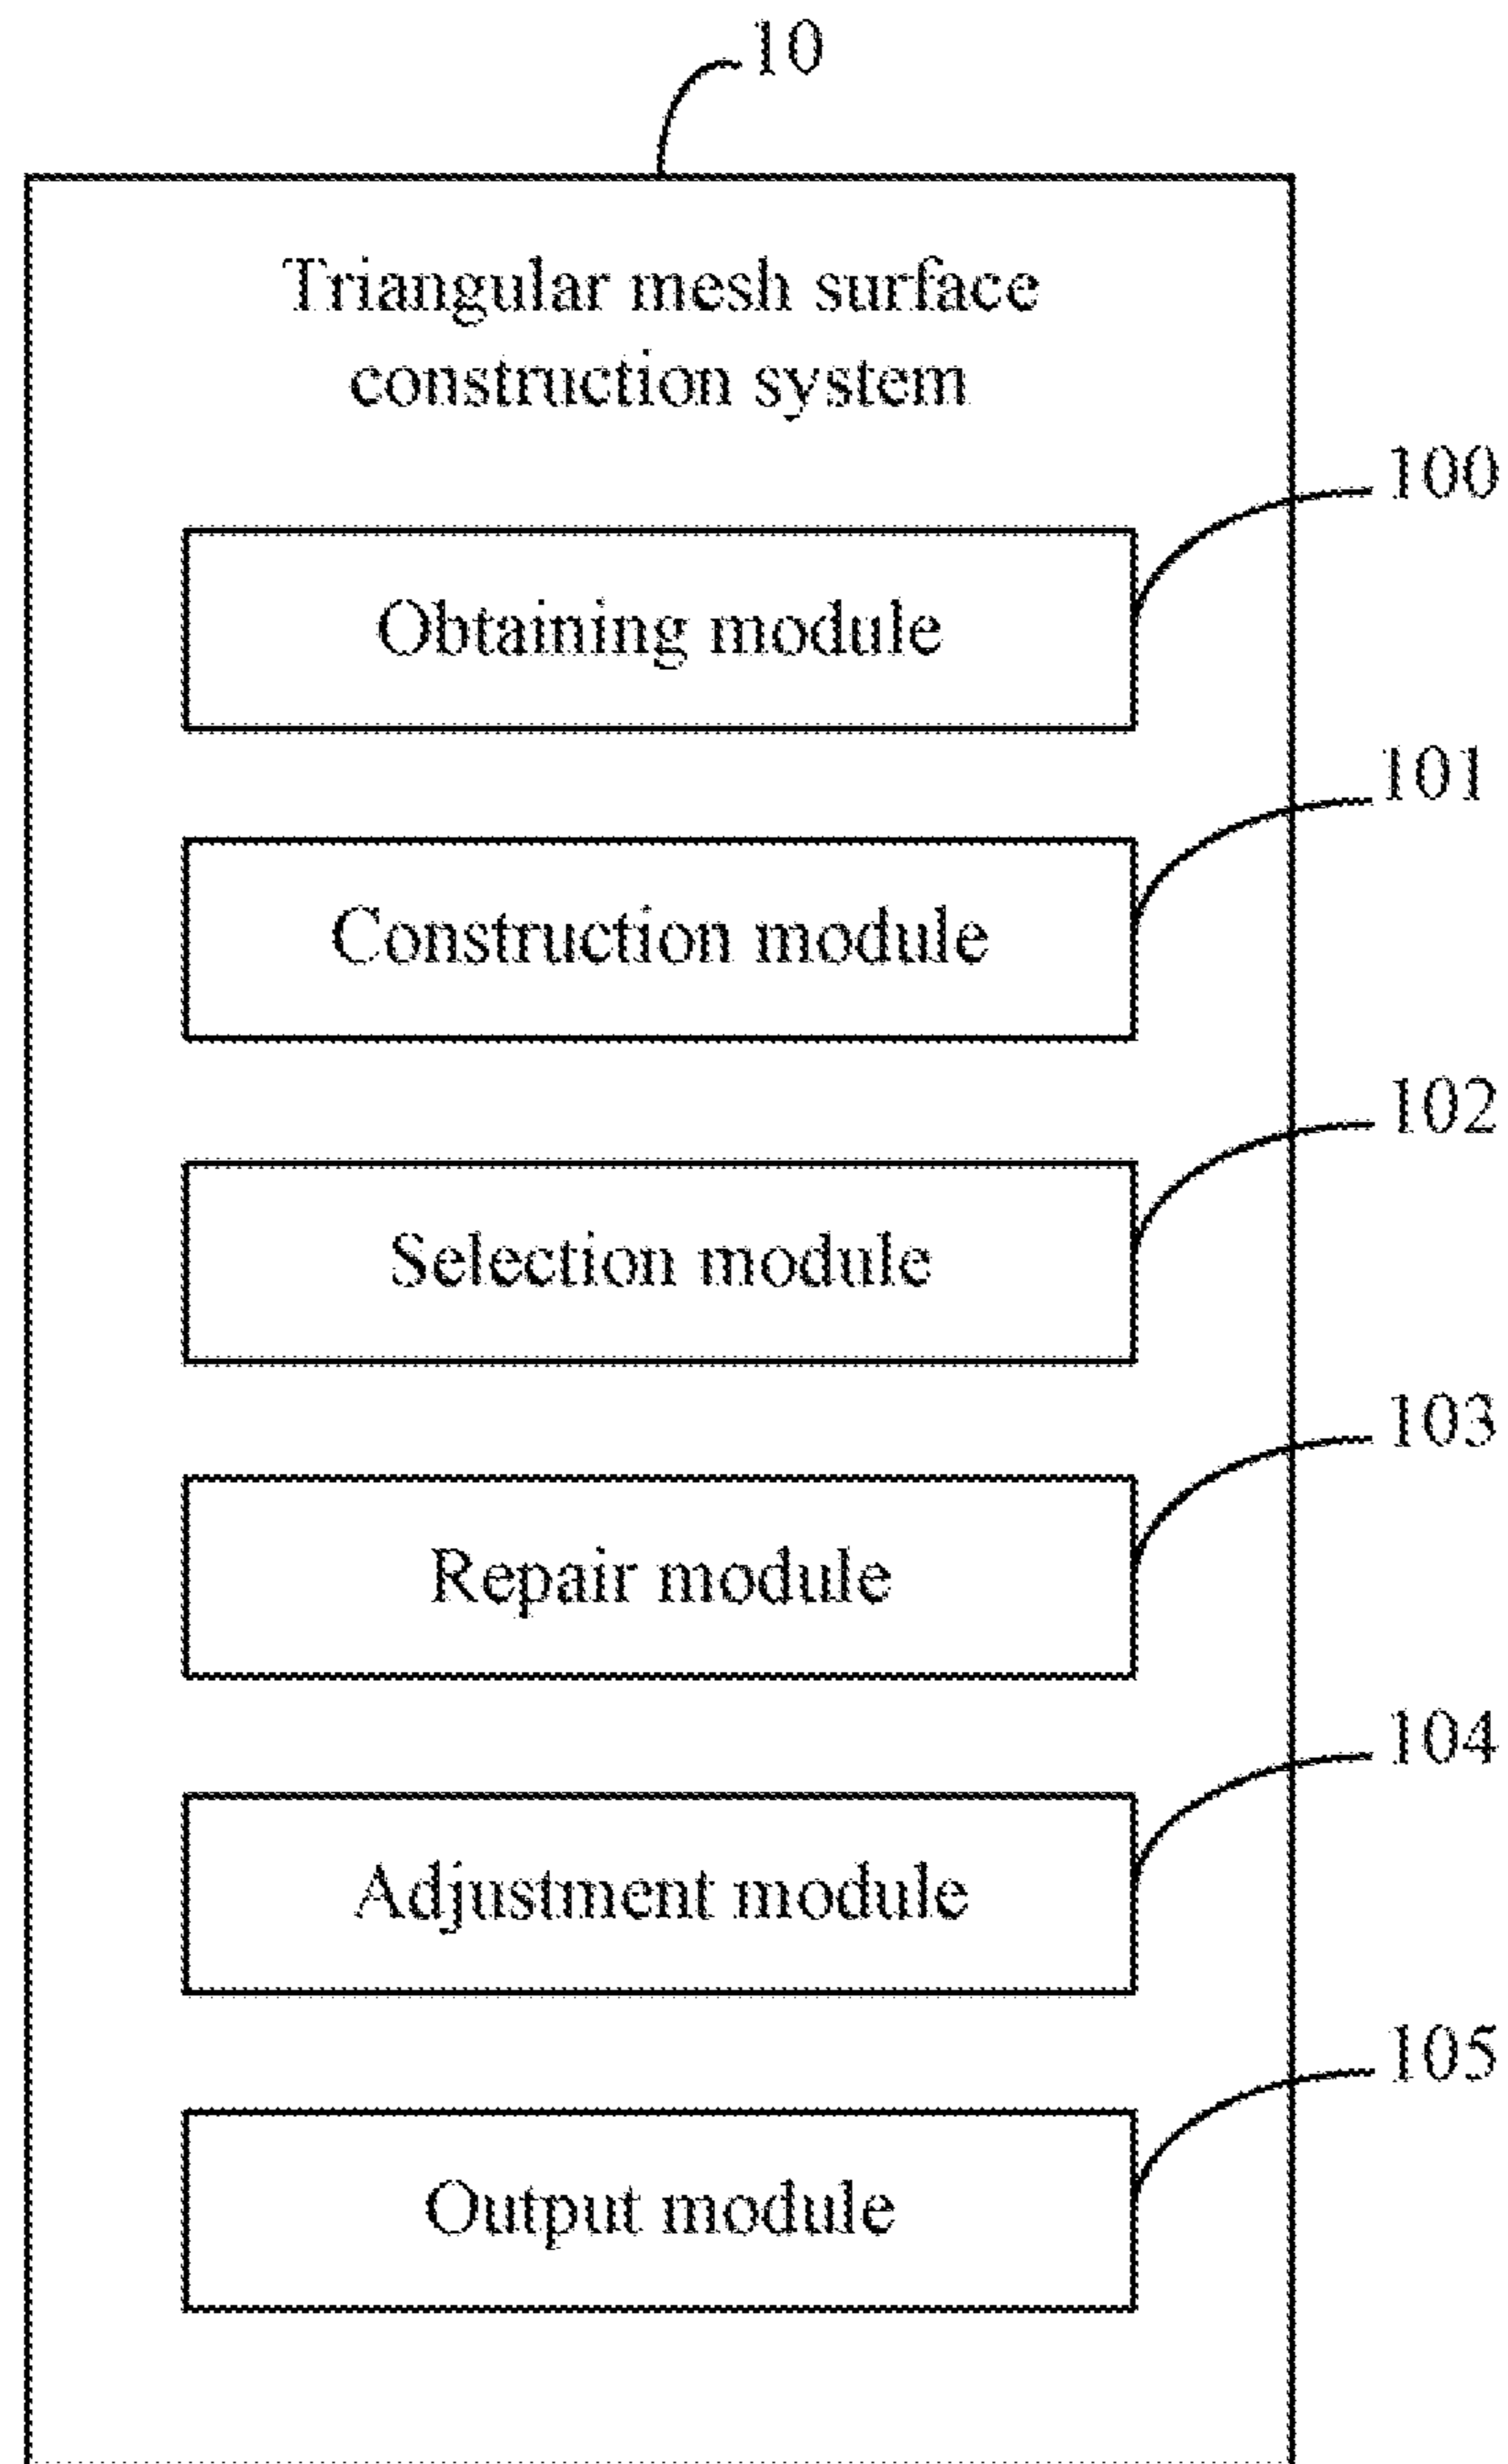 10
Triangular mesh surface
construction system
100
Obtaining module
101
Construction module
102
Selection module
103
Repair module
104
Adjustment module
105
Output module